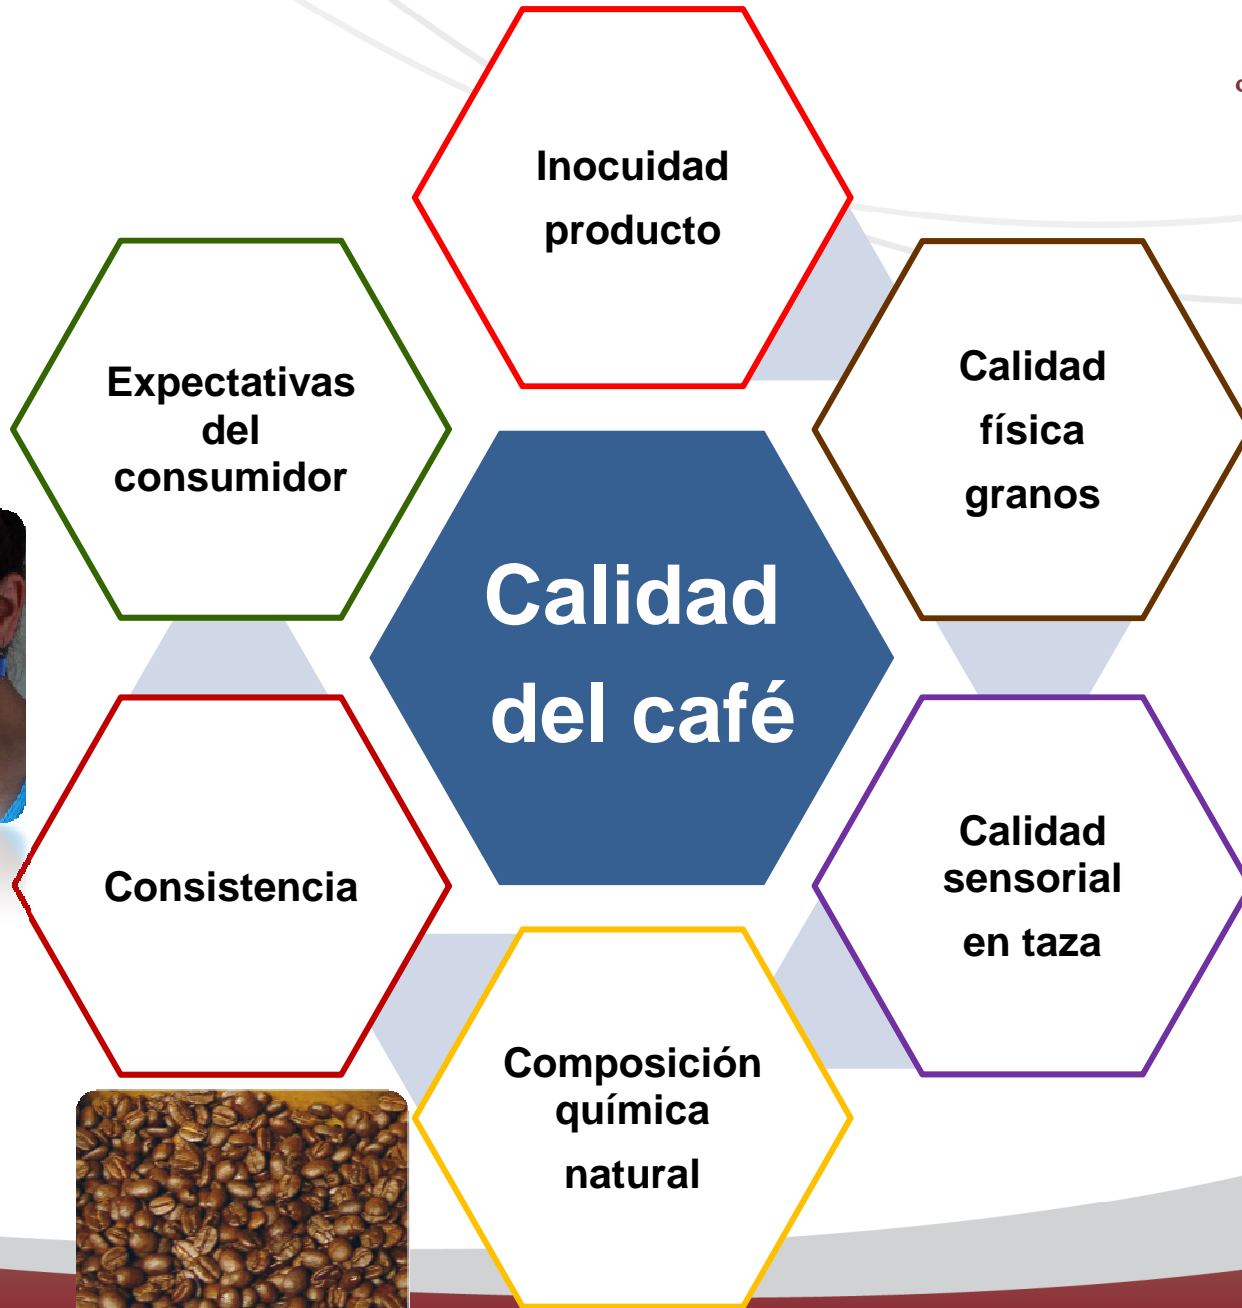 Inocuidad
producto
Calidad
física
granos
Calidad
sensorial
en taza
Composición
química
natural
Consistencia
Expectativas
del
consumidor
Calidad
del café